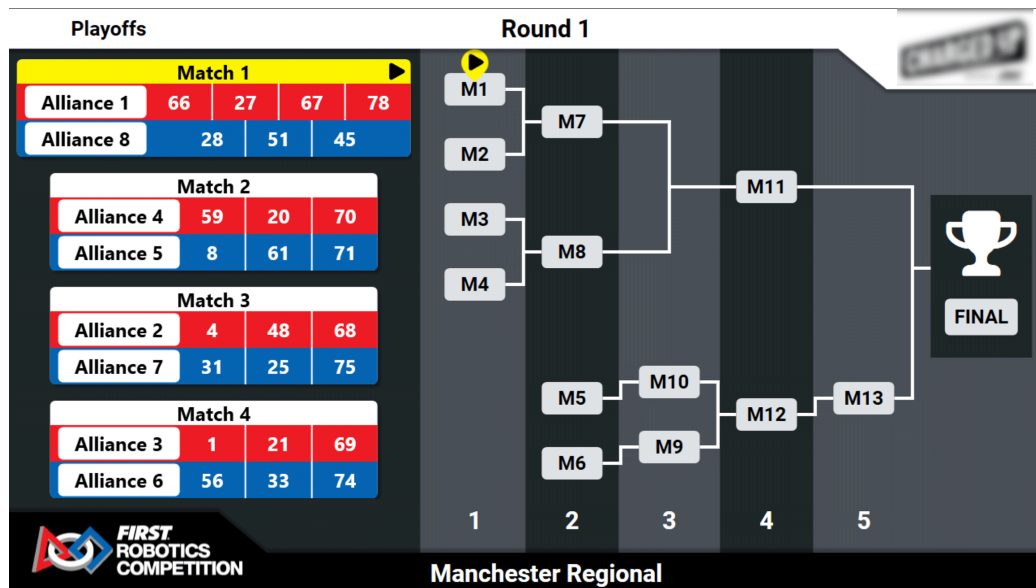 Playoffs
Round 1
CHARGED UP
Match 1
Alliance 1 66 27 67 78
Alliance 8 28 51 45
Match 2
Alliance 4 59 20 70
Alliance 5 8 61 71
Match 3
Alliance 2 4 48 68
Alliance 7 31 25 75
Match 4
Alliance 3 1 21 69
Alliance 6 56 33 74
M1
M2
M3
M4
M7
M8
M5
M6
M10
M9
M11
M12
M13
FINAL
1 2 3 4 5
FIRST
ROBOTICS
COMPETITION
Manchester Regional